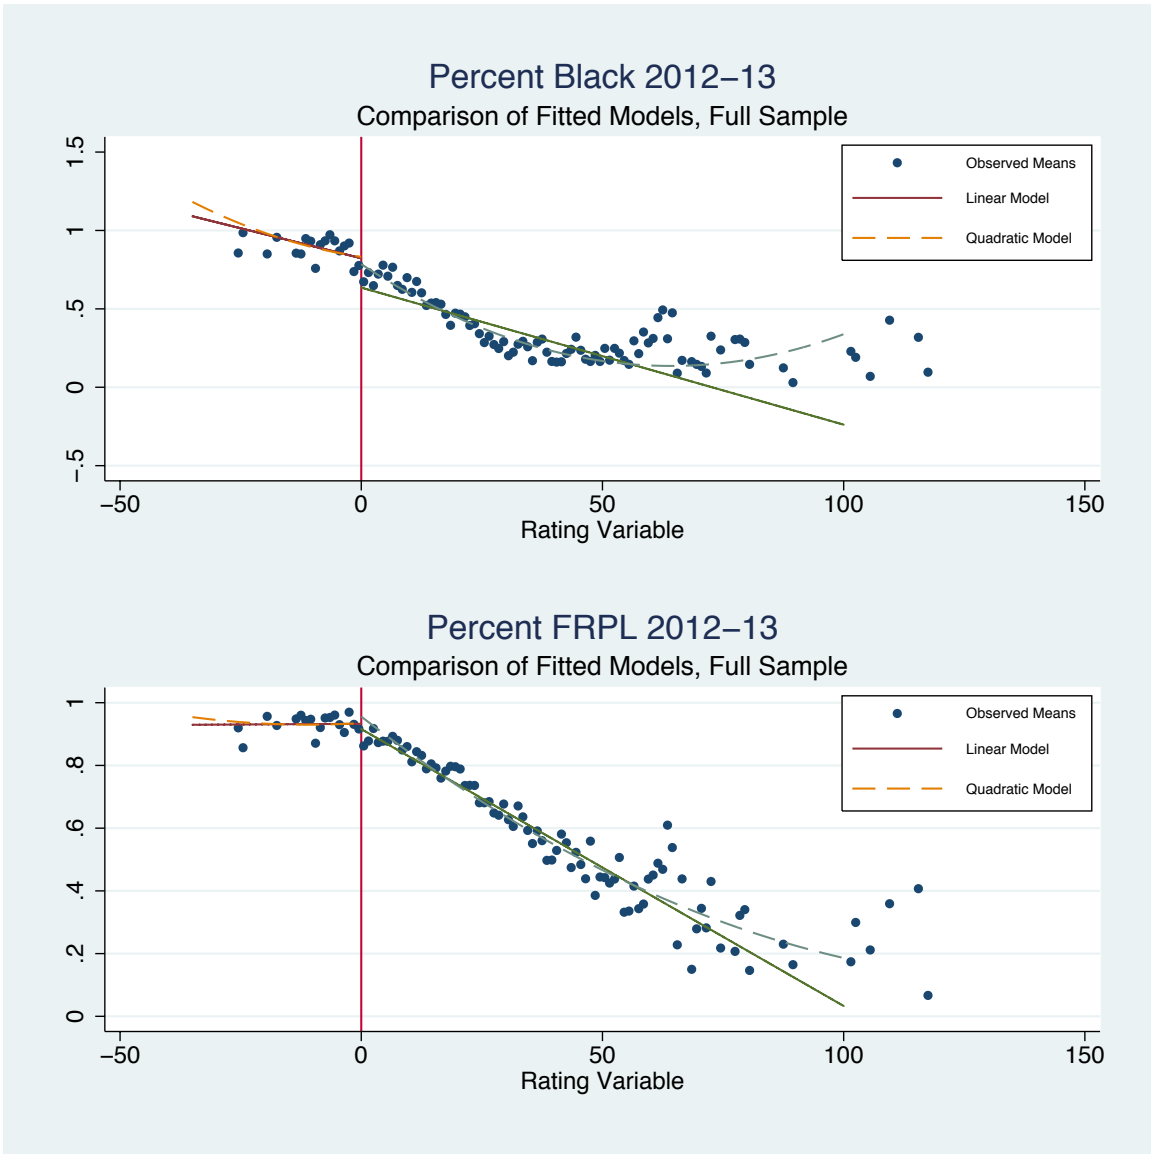 Percent Black 2012–13
Comparison of Fitted Models, Full Sample
1.5
1
.5
0
–.5
Observed Means
Linear Model
Quadratic Model
–50 0 50 100 150
Rating Variable
Percent FRPL 2012–13
Comparison of Fitted Models, Full Sample
1
.8
.6
.4
.2
0
Observed Means
Linear Model
Quadratic Model
–50 0 50 100 150
Rating Variable